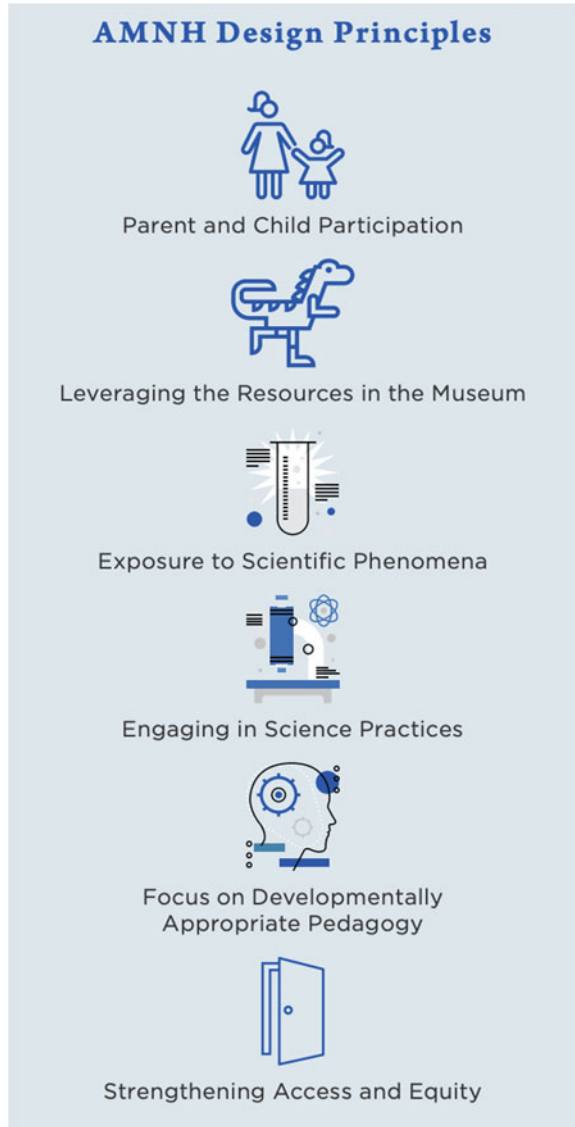 AMNH Design Principles
Parent and Child Participation
Leveraging the Resources in the Museum
Exposure to Scientific Phenomena
Engaging in Science Practices
Focus on Developmentally
Appropriate Pedagogy
Strengthening Access and Equity